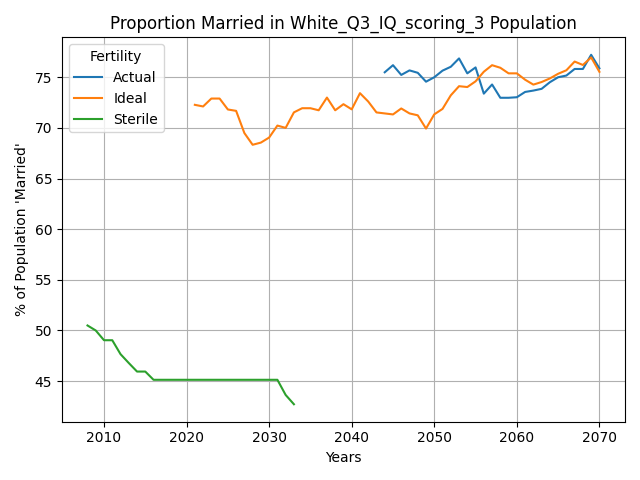 Proportion Married in White_Q3_IQ_scoring_3 Population
Fertility
Actual
Ideal
Sterile
% of Population 'Married'
75
70
65
60
55
50
45
2010 2020 2030 2040 2050 2060 2070
Years